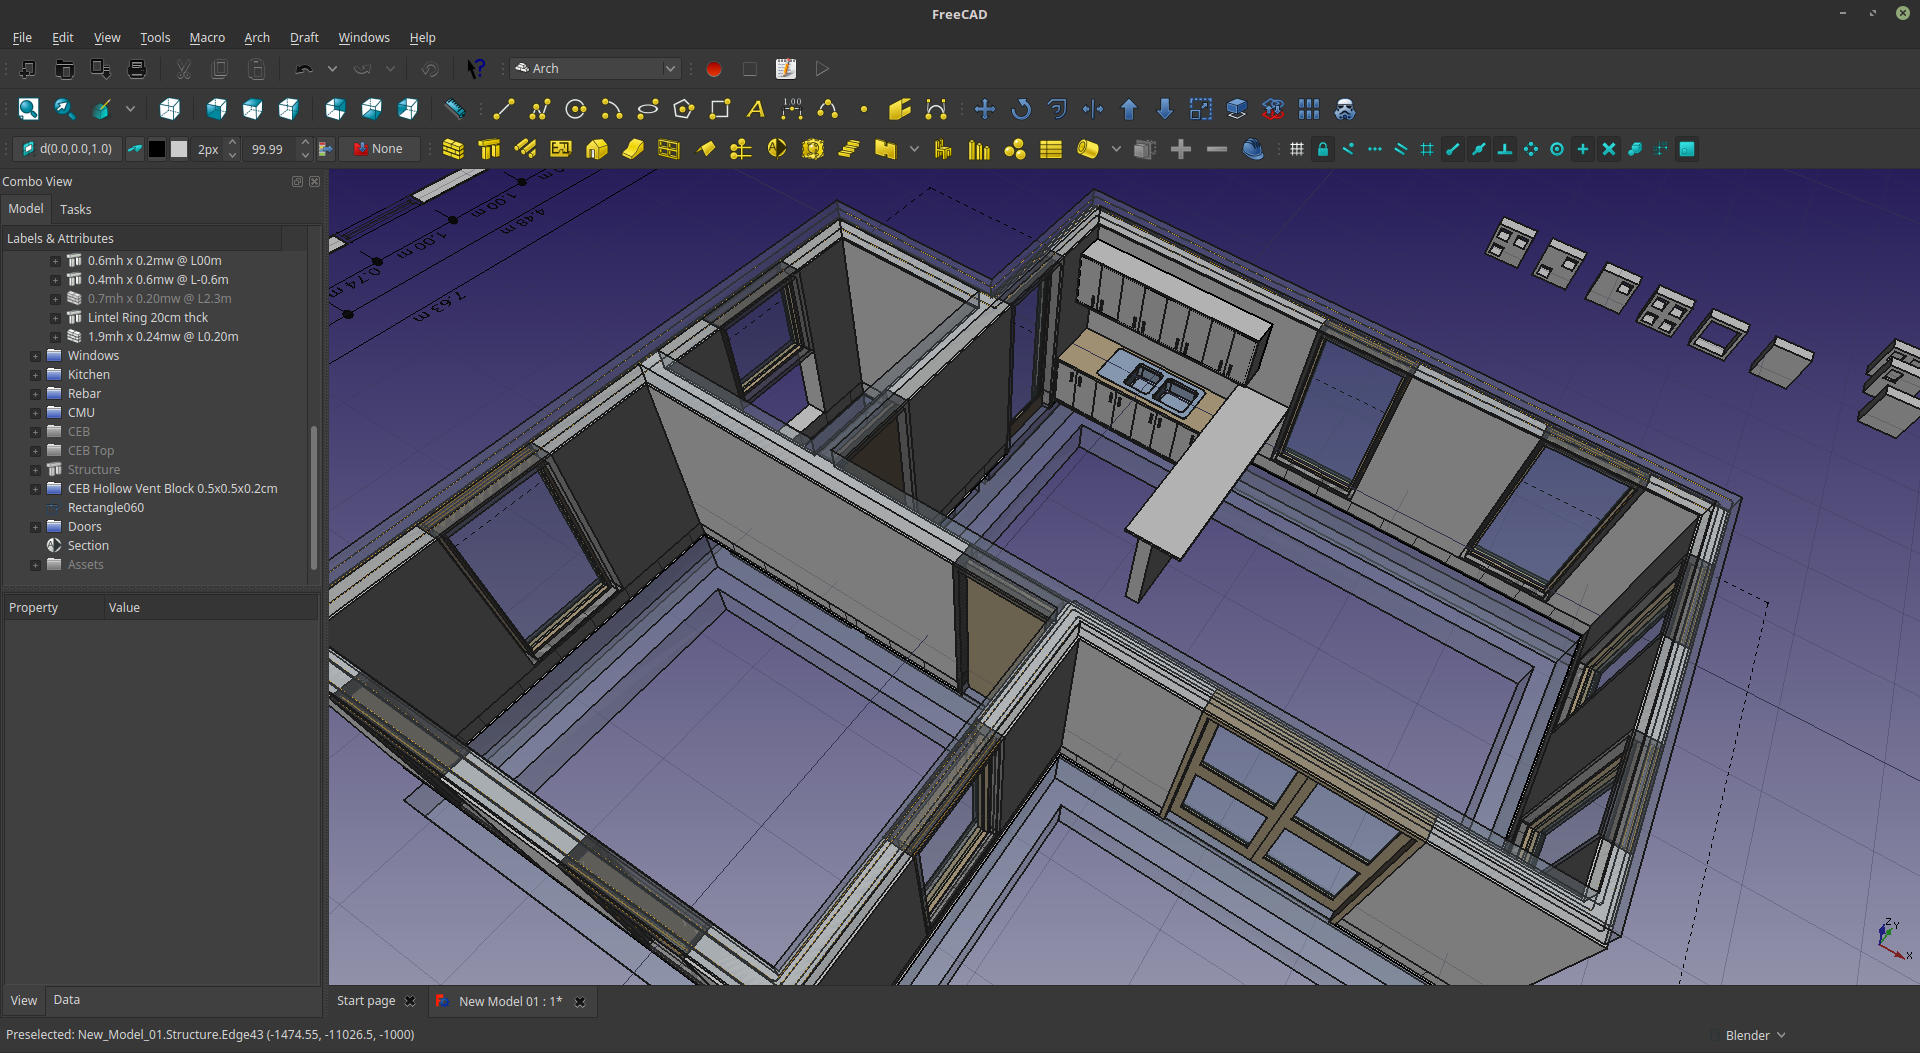 FreeCAD
File Edit View Tools Macro Arch Draft Windows Help
Arch
A 1.00
d(0.0,0.0,1.0) 2px 99.99 None
Combo View
Model Tasks
Labels & Attributes
0.6mh x 0.2mw @ L00m
0.4mh x 0.6mw @ L-0.6m
0.7mh x 0.20mw @ L2.3m
Lintel Ring 20cm thck
1.9mh x 0.24mw @ L0.20m
Windows
Kitchen
Rebar
CMU
CEB
CEB Top
Structure
CEB Hollow Vent Block 0.5x0.5x0.2cm
Rectangle060
Doors
Section
Assets
Property Value
1.00 m
4.48 m
1.00 m
0.74 m
7.63 m
Z Y
X
View Data
Start page New Model 01 : 1*
Preselected: New_Model_01.Structure.Edge43 (-1474.55, -11026.5, -1000)
Blender